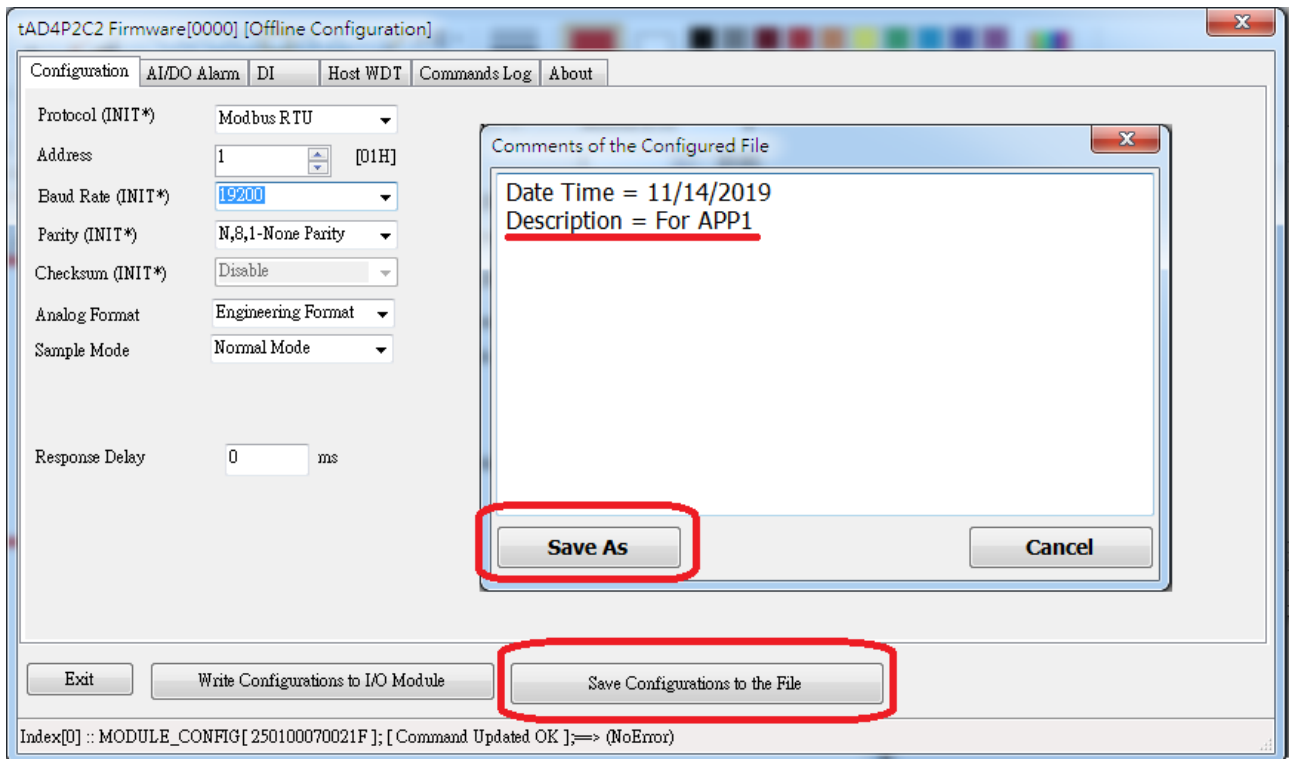 tAD4P2C2 Firmware[0000] [Offline Configuration]
Configuration AI/DO Alarm DI Host WDT Commands Log About
Protocol (INIT*) Modbus RTU
Address 1 [01H]
Baud Rate (INIT*) 19200
Parity (INIT*) N,8,1-None Parity
Checksum (INIT*) Disable
Analog Format Engineering Format
Sample Mode Normal Mode
Response Delay 0 ms
Comments of the Configured File
Date Time = 11/14/2019
Description = For APP1
Save As Cancel
Exit Write Configurations to I/O Module Save Configurations to the File
Index[0] :: MODULE_CONFIG[ 250100070021F ]; [ Command Updated OK ];==> (NoError)